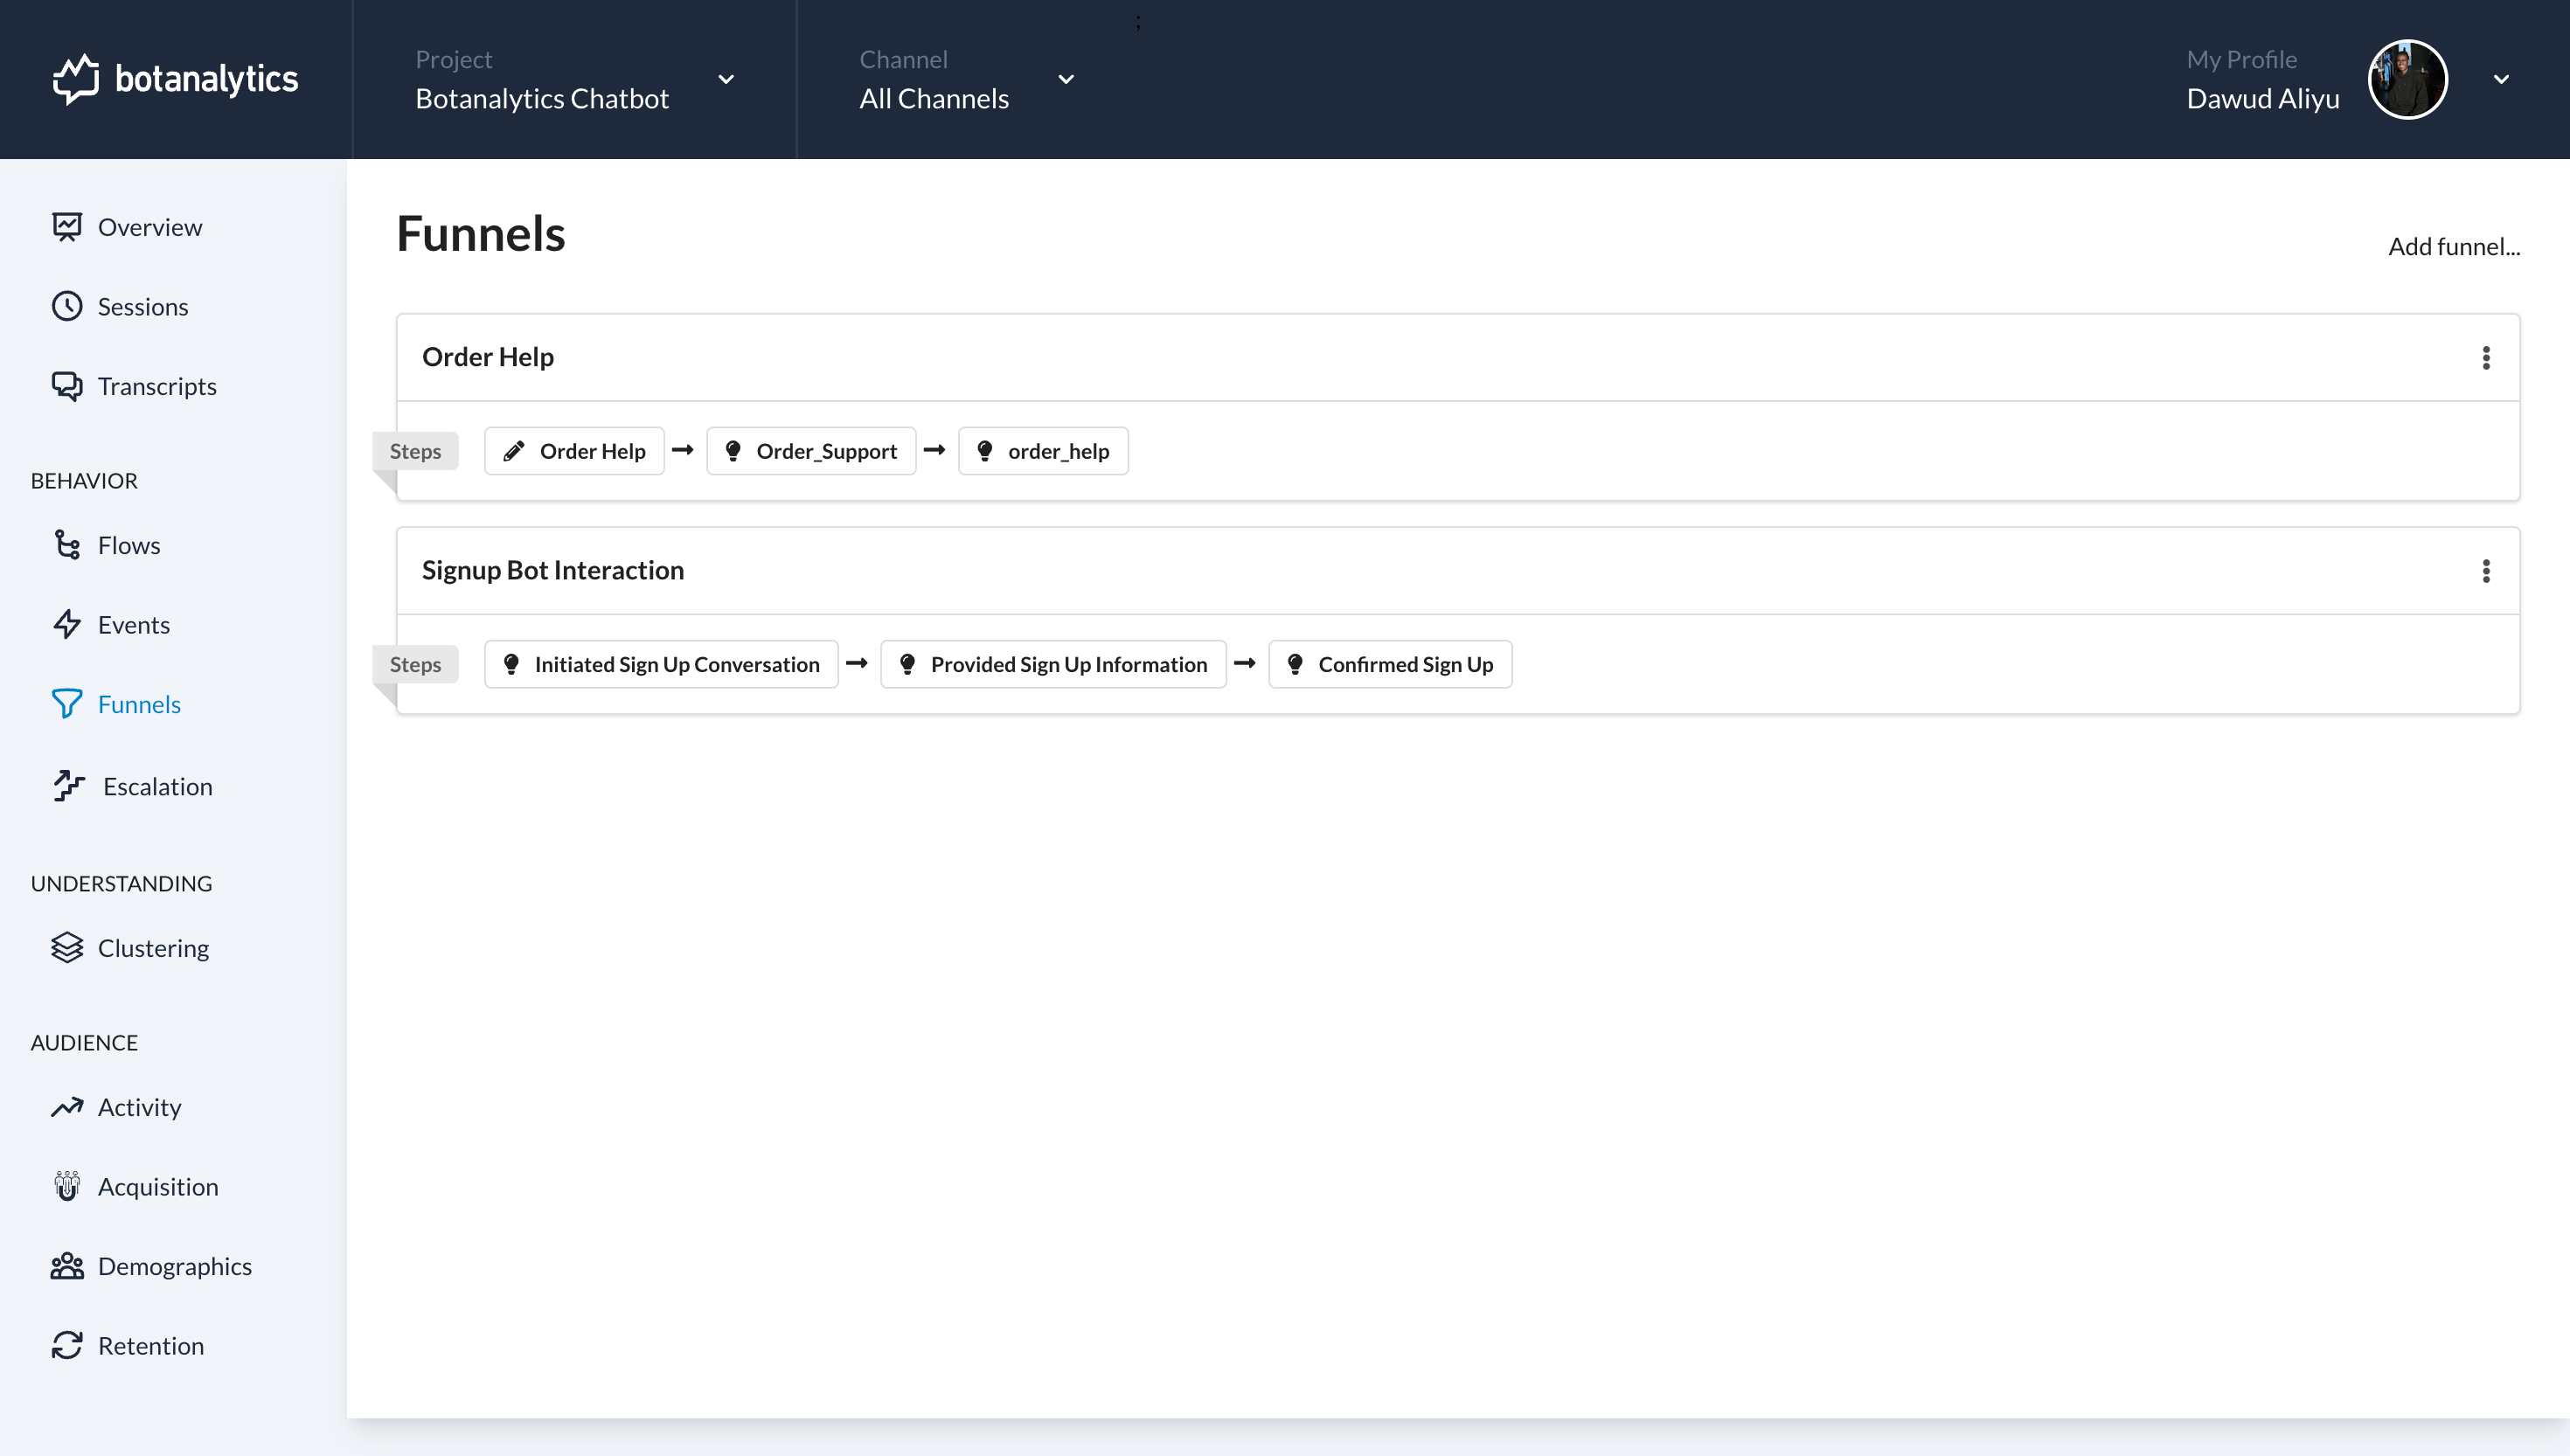 botanalytics
Project
Botanalytics Chatbot
Channel
All Channels
;
My Profile
Dawud Aliyu
Overview
Sessions
Transcripts
BEHAVIOR
Flows
Events
Funnels
Escalation
UNDERSTANDING
Clustering
AUDIENCE
Activity
Acquisition
Demographics
Retention
Funnels
Add funnel...
Order Help
Steps Order Help Order_Support order_help
Signup Bot Interaction
Steps Initiated Sign Up Conversation Provided Sign Up Information Confirmed Sign Up